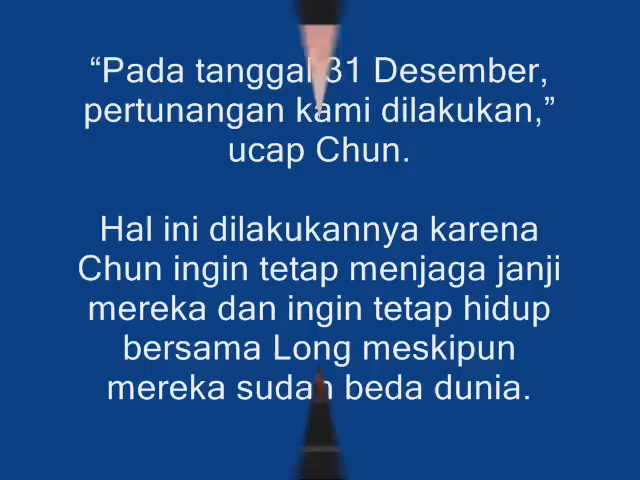 “Pada tanggal 31 Desember,
pertunangan kami dilakukan,”
ucap Chun.
Hal ini dilakukannya karena
Chun ingin tetap menjaga janji
mereka dan ingin tetap hidup
bersama Long meskipun
mereka sudah beda dunia.